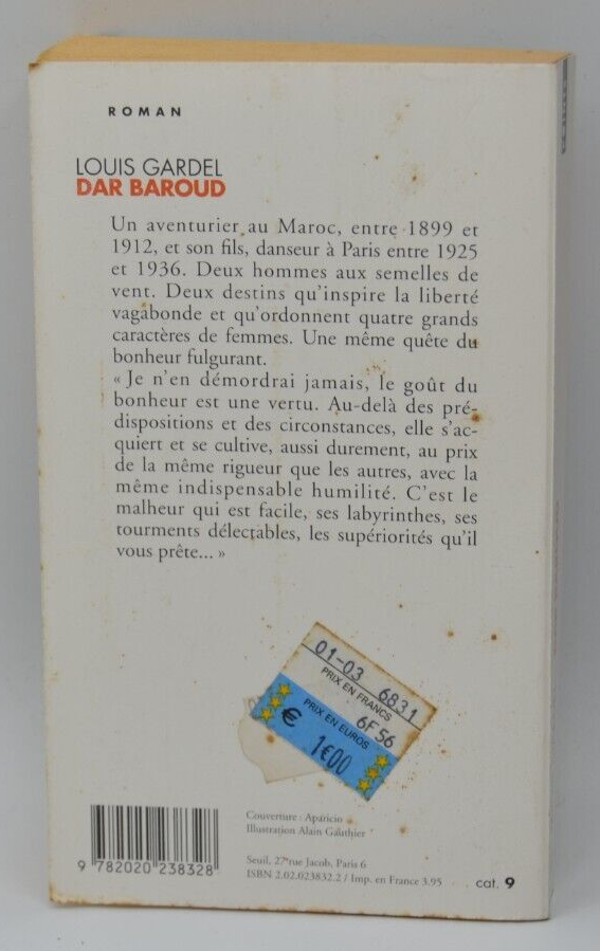 ROMAN
LOUIS GARDEL
DAR BAROUD
Un aventurier au Maroc, entre 1899 et
1912, et son fils, danseur à Paris entre 1925
et 1936. Deux hommes aux semelles de
vent. Deux destins qu'inspire la liberté
vagabonde et qu'ordonnent quatre grands
caractères de femmes. Une même quête du
bonheur fulgurant.
« Je n'en démordrai jamais, le goût du
bonheur est une vertu. Au-delà des pré-
dispositions et des circonstances, elle s'ac-
quiert et se cultive, aussi durement, au prix
de la même rigueur que les autres, avec la
même indispensable humilité. C'est le
malheur qui est facile, ses labyrinthes, ses
tourments délectables, les supériorités qu'il
vous prête... »
01-03 6831
PRIX EN FRANCS
6F56
PRIX EN EUROS
€ 1€00
Couverture : Aparicio
Illustration Alain Gauthier
Seuil, 27 rue Jacob, Paris 6
ISBN 2.02.023832.2 / Imp. en France 3.95
cat. 9
9 782020 238328